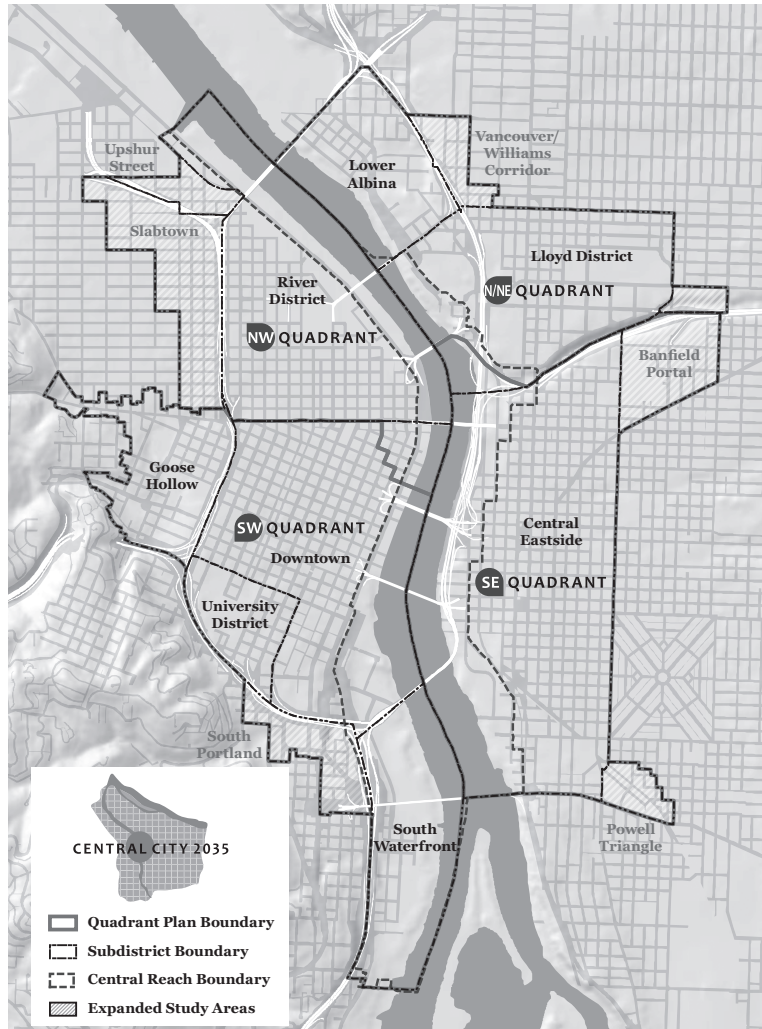 Upshur
Street
Vancouver/
Williams
Corridor
Lower
Albina
Slabtown
Lloyd District
River
District
N/NE QUADRANT
NW QUADRANT
Banfield
Portal
Goose
Hollow
SW QUADRANT
Downtown
Central
Eastside
SE QUADRANT
University
District
South
Portland
South
Waterfront
Powell
Triangle
CENTRAL CITY 2035
Quadrant Plan Boundary
Subdistrict Boundary
Central Reach Boundary
Expanded Study Areas